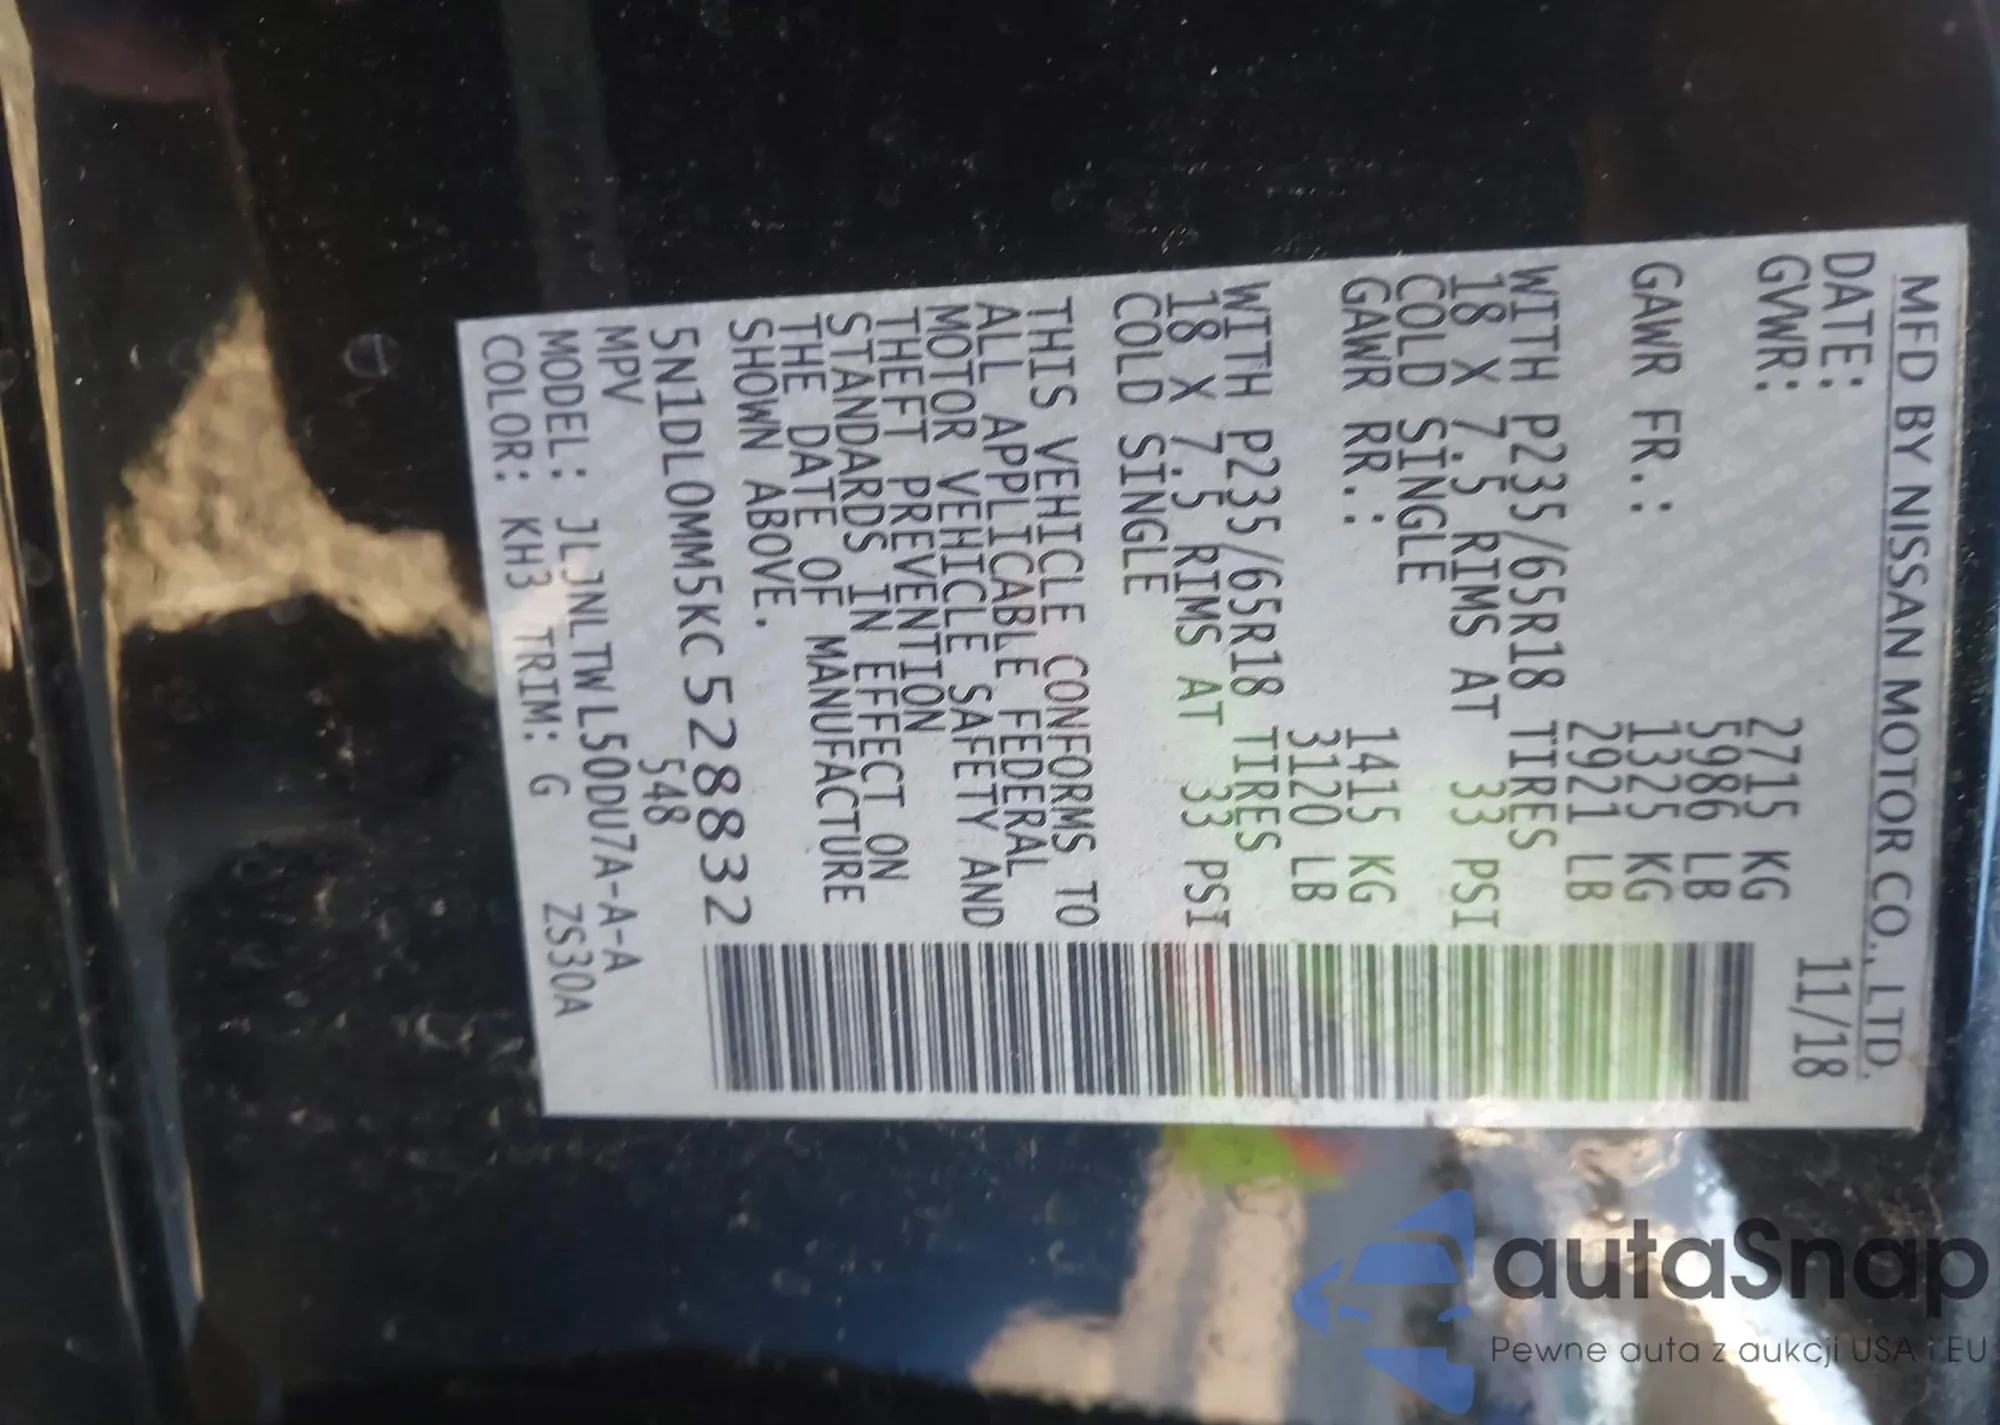 MFD BY NISSAN MOTOR CO., LTD.
DATE: 11/18
GVWR: 2715 KG
5986 LB
GAWR FR.: 1325 KG
2921 LB
WITH P235/65R18 TIRES
18 X 7.5 RIMS AT 33 PSI
COLD SINGLE
GAWR RR.: 1415 KG
3120 LB
WITH P235/65R18 TIRES
18 X 7.5 RIMS AT 33 PSI
COLD SINGLE
THIS VEHICLE CONFORMS TO
ALL APPLICABLE FEDERAL
MOTOR VEHICLE SAFETY AND
THEFT PREVENTION
STANDARDS IN EFFECT ON
THE DATE OF MANUFACTURE
SHOWN ABOVE.
5N1DL0MM5KC528832
MPV 548
MODEL: JLJNLTWL50DU7A-A-A
COLOR: KH3 TRIM: G ZS30A
autaSnap
Pewne auta z aukcji USA i EU